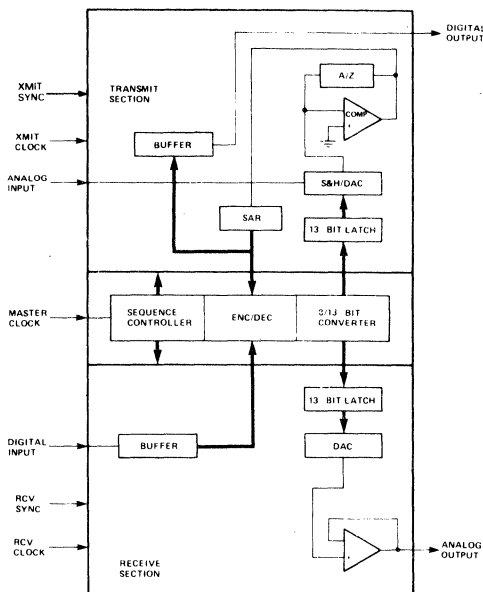 DIGITAL
OUTPUT
XMIT
SYNC
TRANSMIT
SECTION
A/Z
COMP
+
XMIT
CLOCK
BUFFER
ANALOG
INPUT
S&H/DAC
SAR
13 BIT LATCH
MASTER
CLOCK
SEQUENCE
CONTROLLER
ENC/DEC
8/13 BIT
CONVERTER
13 BIT LATCH
DIGITAL
INPUT
BUFFER
DAC
RCV
SYNC
RCV
CLOCK
ANALOG
OUTPUT
RECEIVE
SECTION